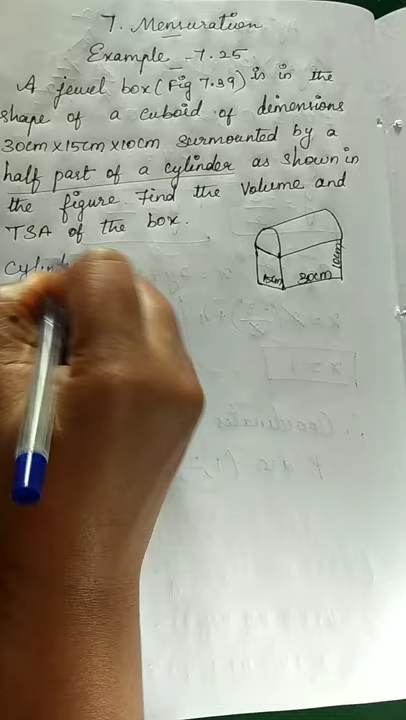 7. Mensuration
Example - 7.25
A jewel box (Fig 7.39) is in the
shape of a cuboid of dimensions
30cm x 15cm x 10cm surmounted by a
half part of a cylinder as shown in
the figure. Find the Volume and
TSA of the box.
10cm
15cm 30cm
Cylind